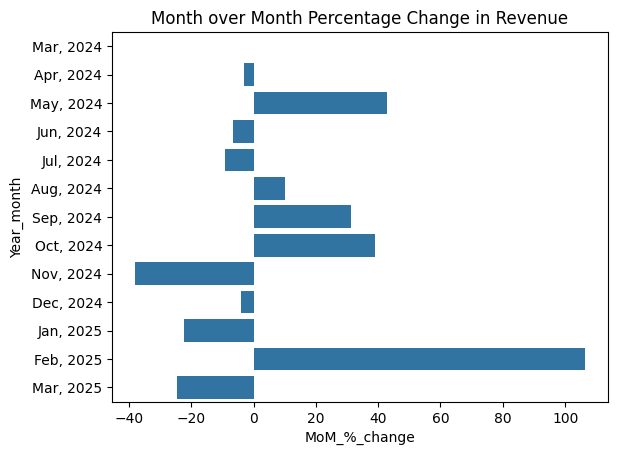 Month over Month Percentage Change in Revenue
Mar, 2024
Apr, 2024
May, 2024
Jun, 2024
Jul, 2024
Aug, 2024
Sep, 2024
Oct, 2024
Nov, 2024
Dec, 2024
Jan, 2025
Feb, 2025
Mar, 2025
Year_month
−40 −20 0 20 40 60 80 100
MoM_%_change